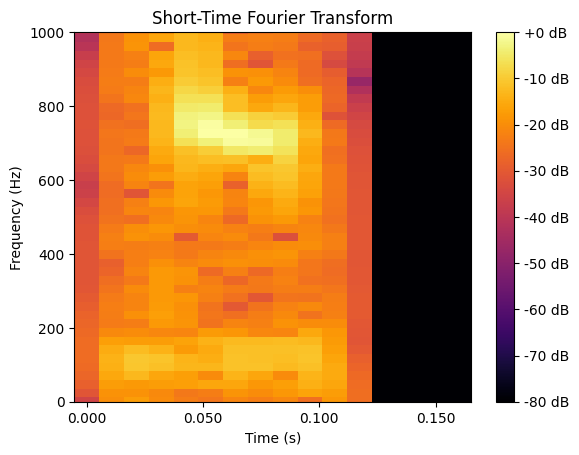 Short-Time Fourier Transform
Frequency (Hz)
1000
800
600
400
200
0
0.000
0.050
0.100
0.150
Time (s)
+0 dB
-10 dB
-20 dB
-30 dB
-40 dB
-50 dB
-60 dB
-70 dB
-80 dB